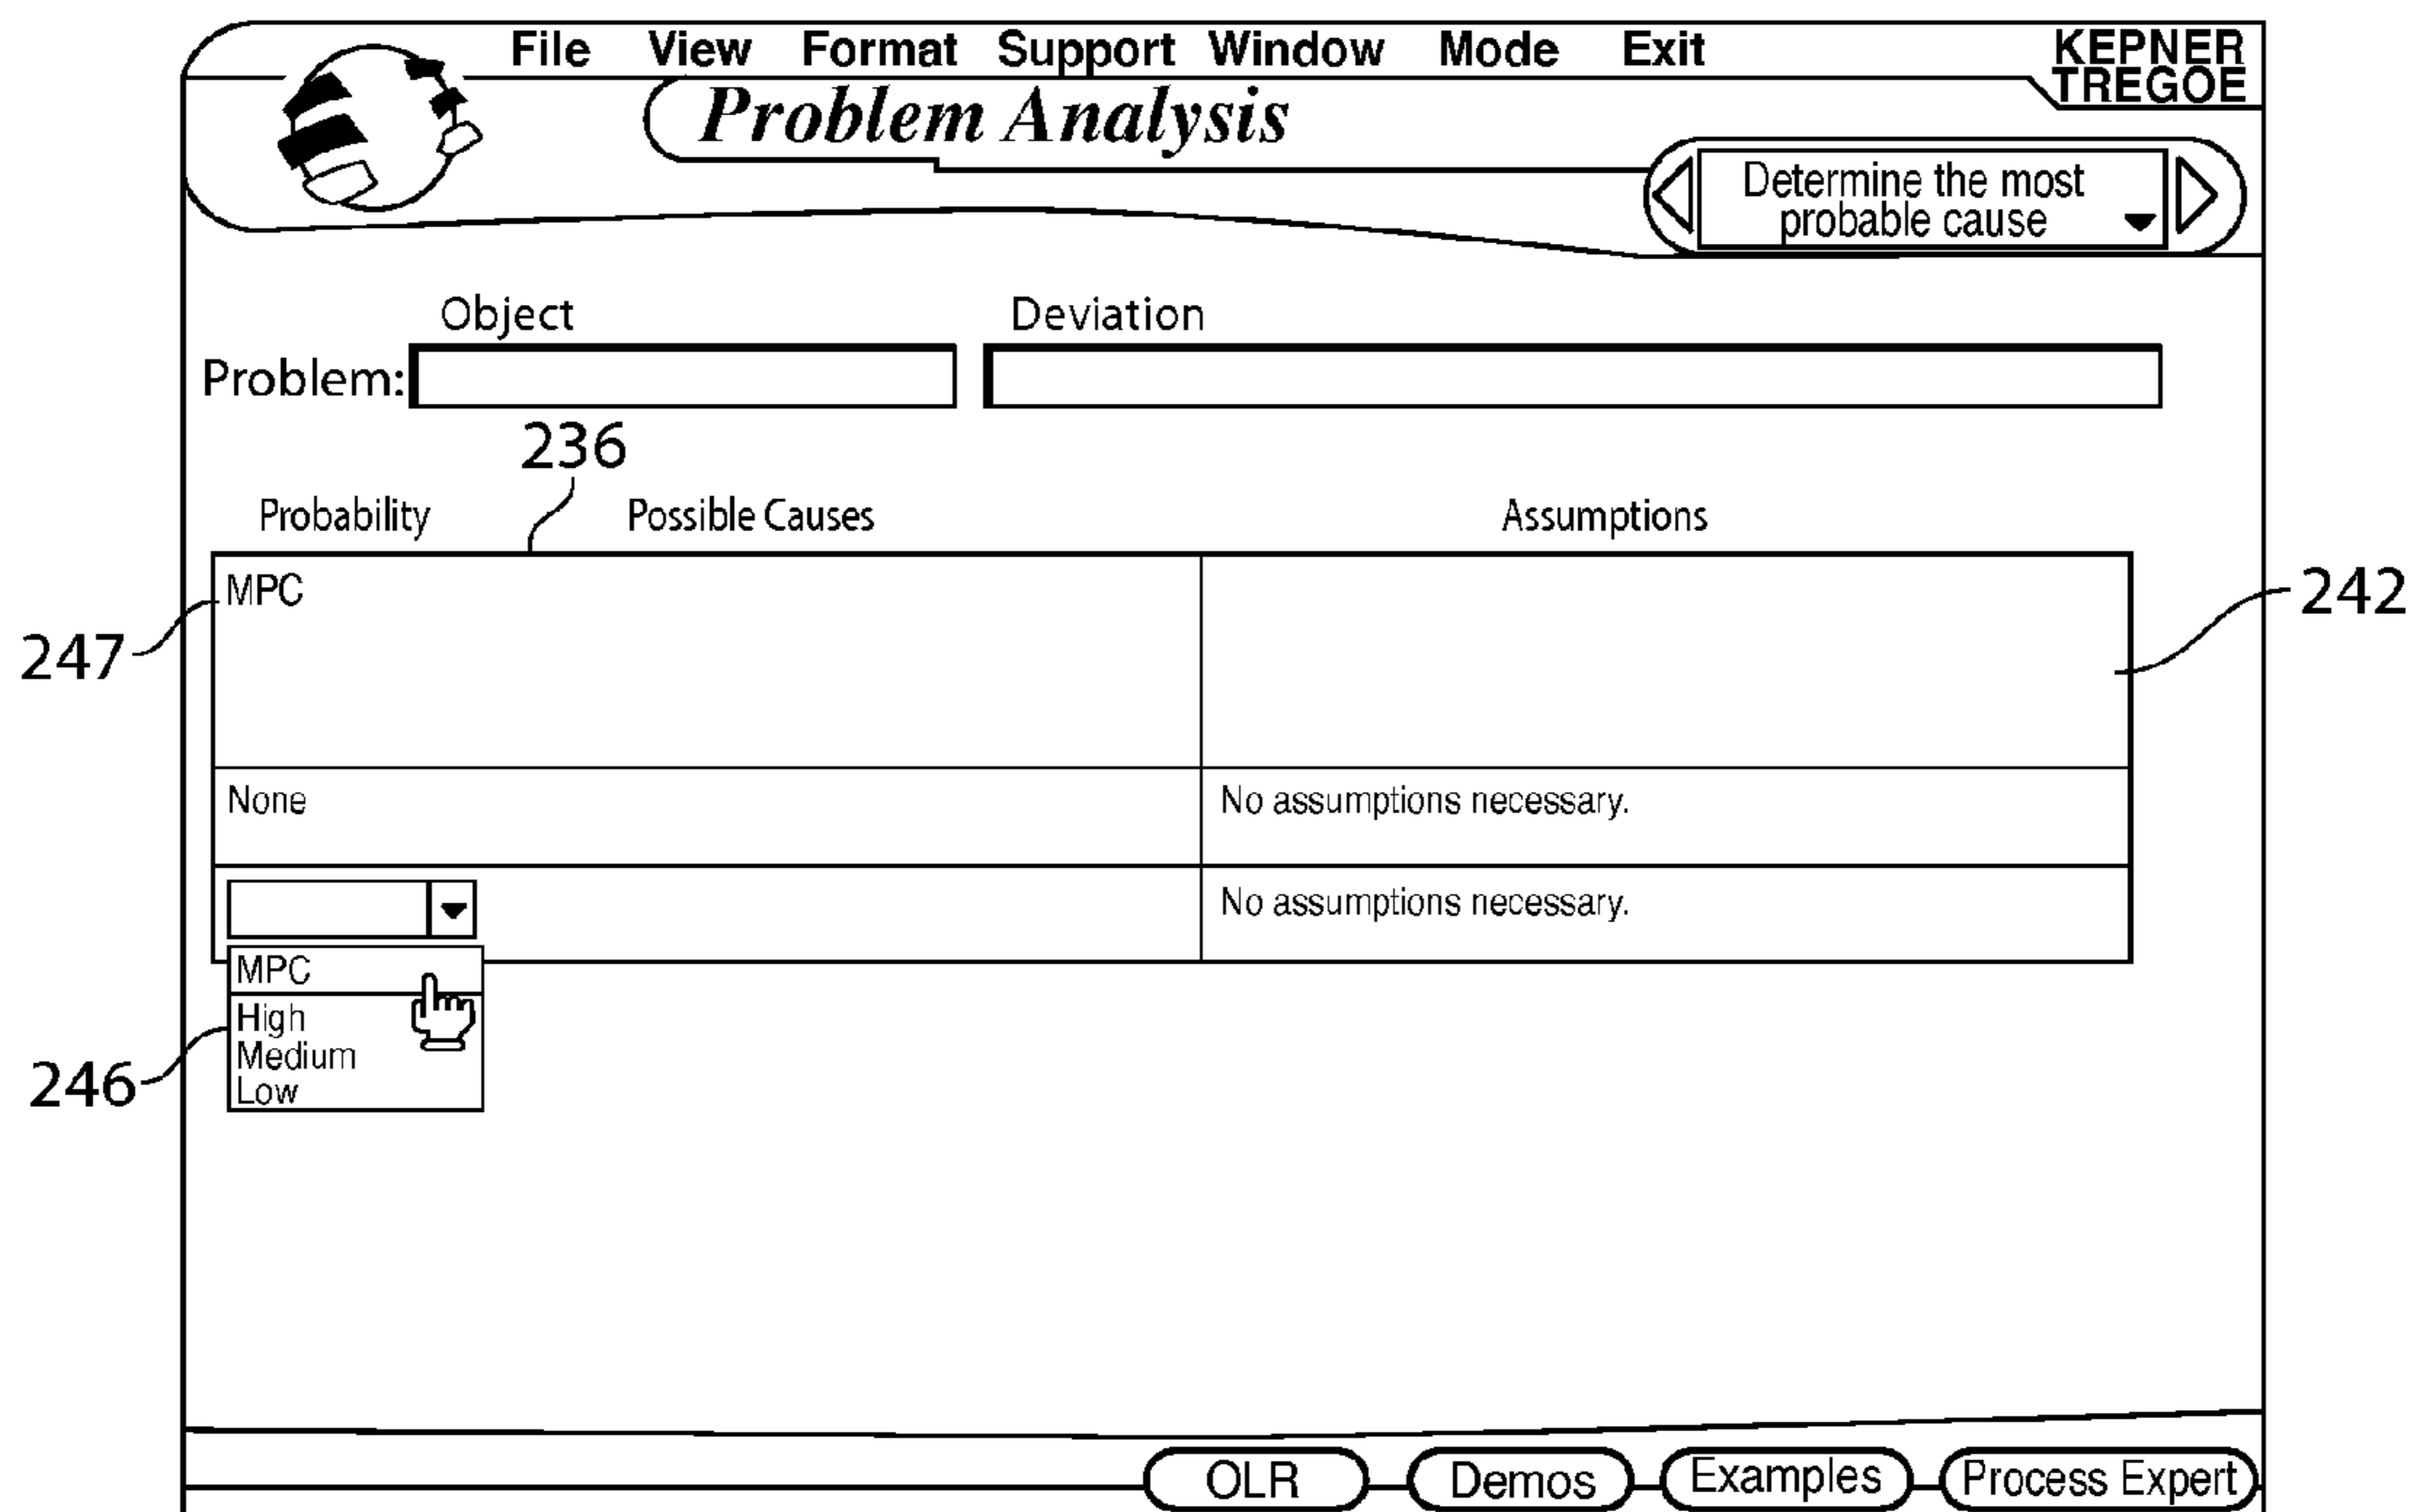 File View Format Support Window Mode Exit
KEPNER
TREGOE
Problem Analysis
Determine the most
probable cause
Object Deviation
Problem:
236
Probability Possible Causes Assumptions
MPC
242
247
None No assumptions necessary.
No assumptions necessary.
MPC
High
Medium
Low
246
OLR Demos Examples Process Expert